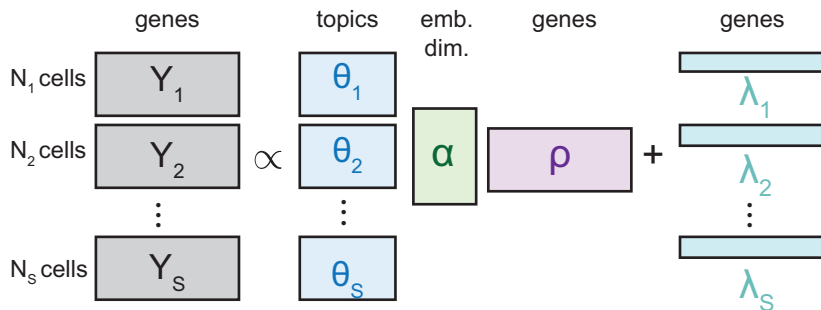 genes topics emb. dim. genes genes
N₁ cells Y₁ θ₁ λ₁
N₂ cells Y₂ ∝ θ₂ α ρ + λ₂
⋮ ⋮ ⋮
Nₛ cells Yₛ θₛ λₛ